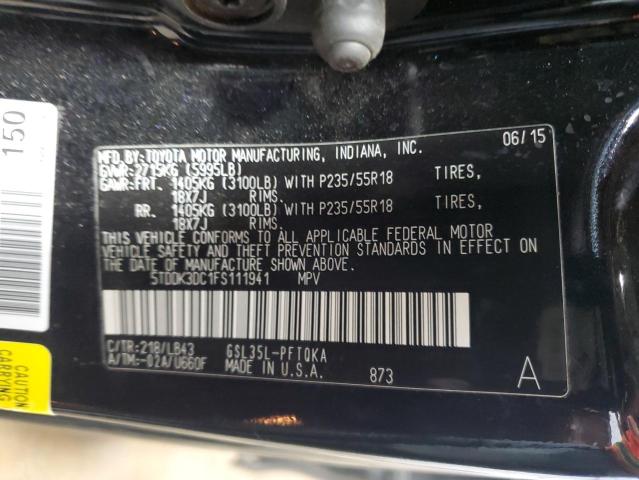 150
06/15
MFD. BY: TOYOTA MOTOR MANUFACTURING, INDIANA, INC.
GVWR: 2715KG (5995LB)
GAWR: FRT. 1405KG (3100LB) WITH P235/55R18 TIRES,
18X7J RIMS.
RR. 1405KG (3100LB) WITH P235/55R18 TIRES,
18X7J RIMS.
THIS VEHICLE CONFORMS TO ALL APPLICABLE FEDERAL MOTOR
VEHICLE SAFETY AND THEFT PREVENTION STANDARDS IN EFFECT ON
THE DATE OF MANUFACTURE SHOWN ABOVE.
5TDDK3DC1FS111941 MPV
C/TR: 218/LB43 GSL35L-PFTQKA
A/TM: -02A/U660F MADE IN U.S.A. 873 A
CAUTION
CARRYING